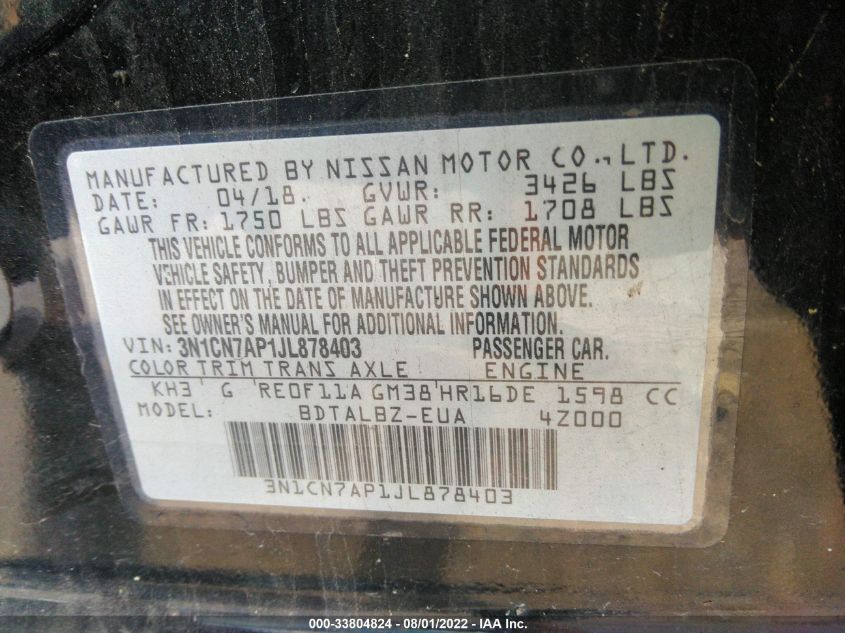 MANUFACTURED BY NISSAN MOTOR CO., LTD.
DATE: 04/18. GVWR: 3426 LBS
GAWR FR: 1750 LBS GAWR RR: 1708 LBS
THIS VEHICLE CONFORMS TO ALL APPLICABLE FEDERAL MOTOR
VEHICLE SAFETY, BUMPER AND THEFT PREVENTION STANDARDS
IN EFFECT ON THE DATE OF MANUFACTURE SHOWN ABOVE.
SEE OWNER'S MANUAL FOR ADDITIONAL INFORMATION.
VIN: 3N1CN7AP1JL878403 PASSENGER CAR.
COLOR TRIM TRANS AXLE ENGINE
KH3 G RE0F11A GM38 HR16DE 1598 CC
MODEL: BDTALBZ-EUA 4Z000
3N1CN7AP1JL878403
000-33804824 - 08/01/2022 - IAA Inc.